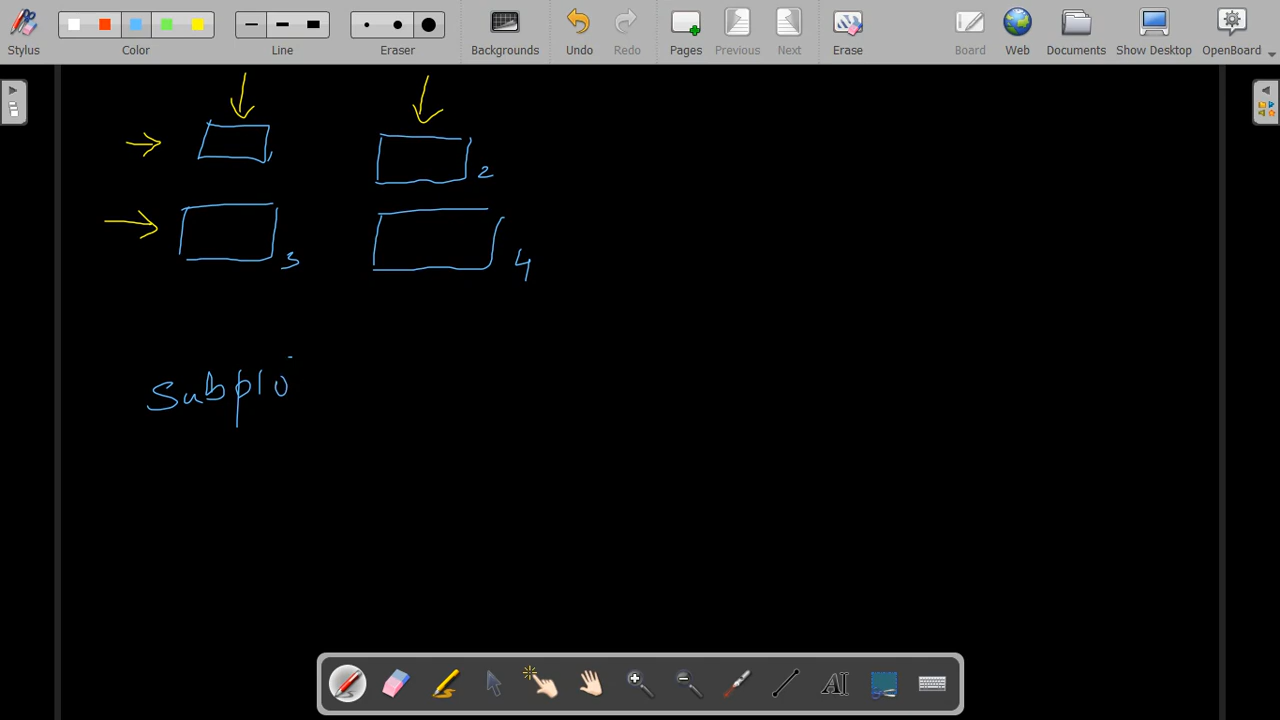 Stylus Color Line Eraser Backgrounds Undo Redo Pages Previous Next Erase Board Web Documents Show Desktop OpenBoard
1 2
3 4
Subplo